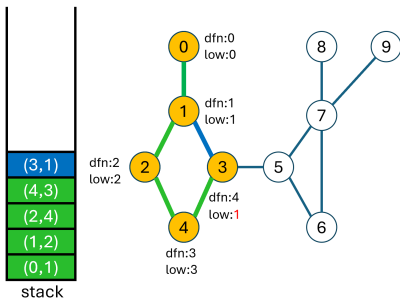 0
dfn:0
low:0
8
9
1
dfn:1
low:1
7
(3,1)
dfn:2
low:2
2
3
5
(4,3)
(2,4)
dfn:4
low:1
(1,2)
4
6
(0,1)
dfn:3
low:3
stack